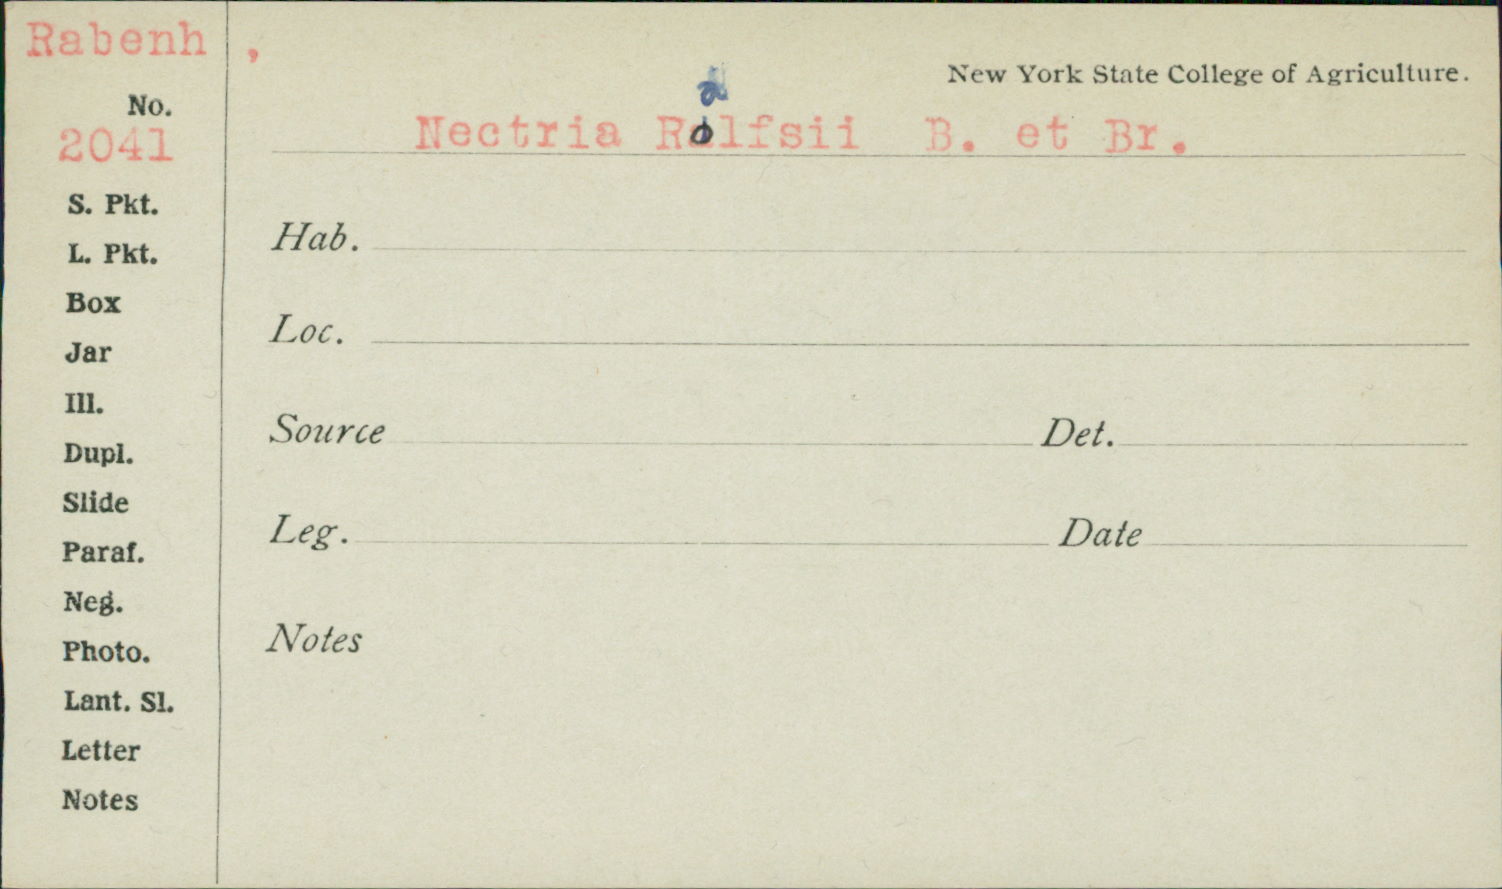 Rabenh,
New York State College of Agriculture.
No.
2041
a
Nectria Rolfsii B. et Br.
S. Pkt.
L. Pkt.
Box
Jar
Ill.
Dupl.
Slide
Paraf.
Neg.
Photo.
Lant. Sl.
Letter
Notes
Hab.
Loc.
Source Det.
Leg. Date
Notes